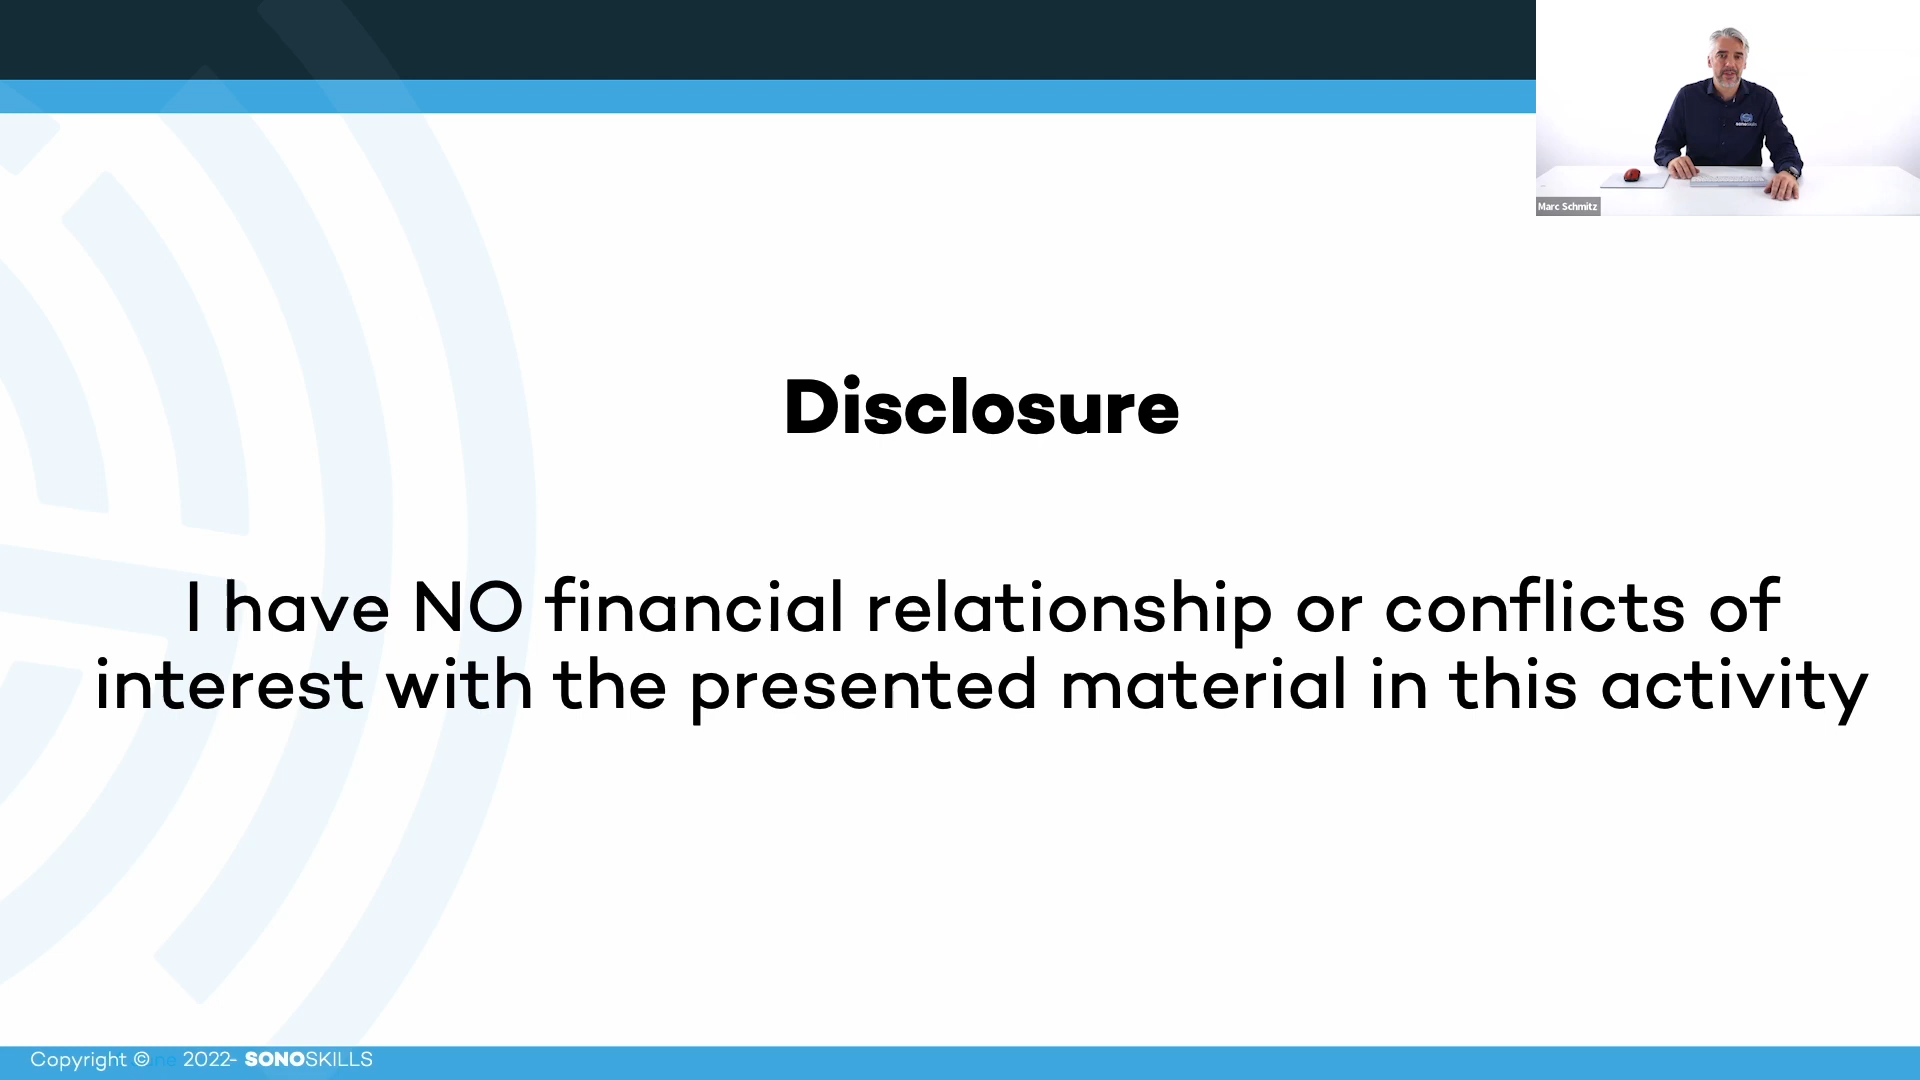 Marc Schmitz
Disclosure
I have NO financial relationship or conflicts of
interest with the presented material in this activity
Copyright © ne 2022- SONOSKILLS